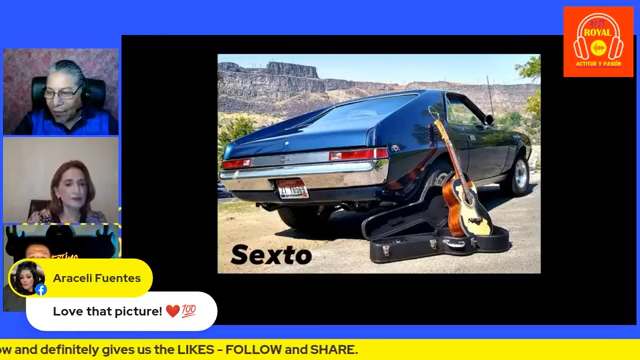 ROYAL
ACTITUD Y PASIÓN
Sexto
Araceli Fuentes
Love that picture! ❤️💯
ow and definitely gives us the LIKES - FOLLOW and SHARE.